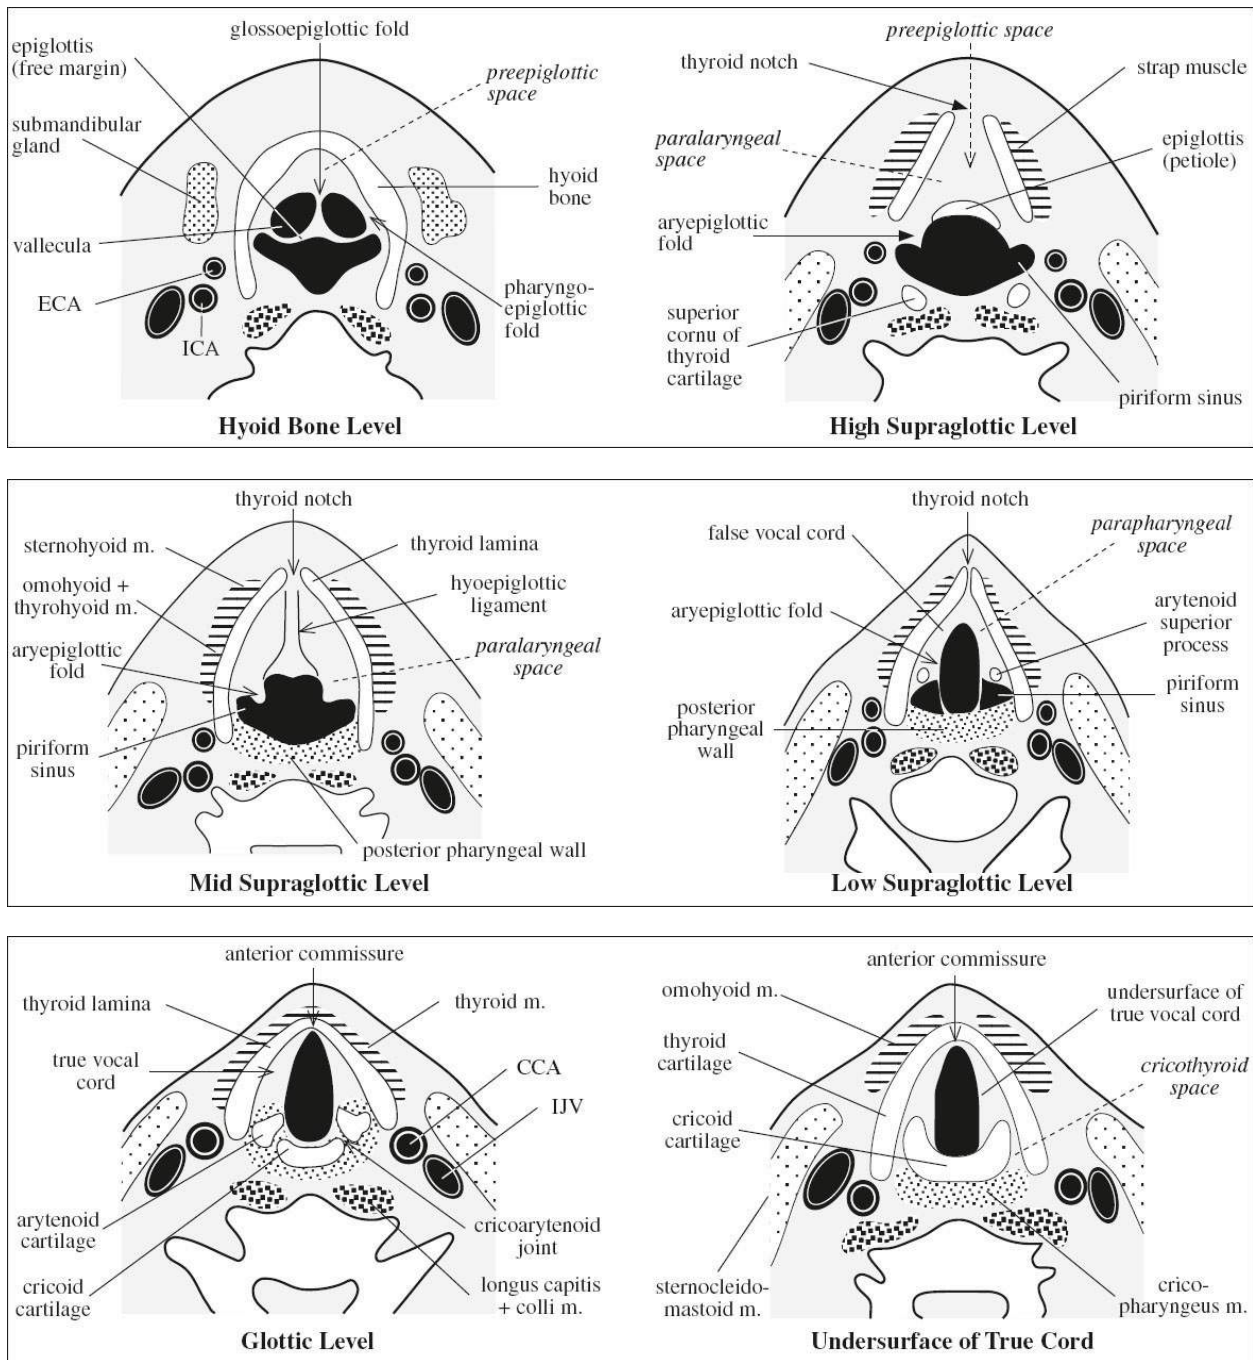 glossoepiglottic fold
epiglottis
(free margin)
preepiglottic
space
submandibular
gland
hyoid
bone
vallecula
ECA
ICA
pharyngo-
epiglottic
fold
Hyoid Bone Level
preepiglottic space
thyroid notch
strap muscle
paralaryngeal
space
epiglottis
(petiole)
aryepiglottic
fold
superior
cornu of
thyroid
cartilage
piriform sinus
High Supraglottic Level
thyroid notch
sternohyoid m.
thyroid lamina
omohyoid +
thyrohyoid m.
hyoepiglottic
ligament
aryepiglottic
fold
paralaryngeal
space
piriform
sinus
posterior pharyngeal wall
Mid Supraglottic Level
thyroid notch
false vocal cord
parapharyngeal
space
aryepiglottic fold
arytenoid
superior
process
piriform
sinus
posterior
pharyngeal
wall
Low Supraglottic Level
anterior commissure
thyroid lamina
thyroid m.
true vocal
cord
CCA
IJV
arytenoid
cartilage
cricoarytenoid
joint
cricoid
cartilage
longus capitis
+ colli m.
Glottic Level
anterior commissure
omohyoid m.
undersurface of
true vocal cord
thyroid
cartilage
cricothyroid
space
cricoid
cartilage
sternocleido-
mastoid m.
crico-
pharyngeus m.
Undersurface of True Cord